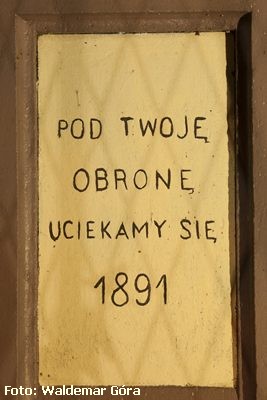 POD TWOJĘ
OBRONĘ
UCIEKAMY SIĘ
1891
Foto: Waldemar Góra